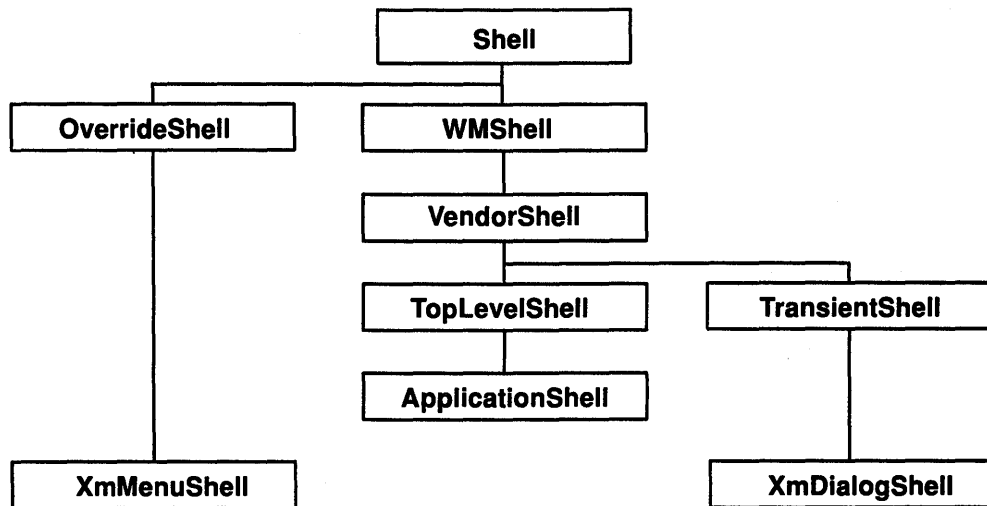 Shell
OverrideShell
WMShell
VendorShell
TopLevelShell
TransientShell
ApplicationShell
XmMenuShell
XmDialogShell